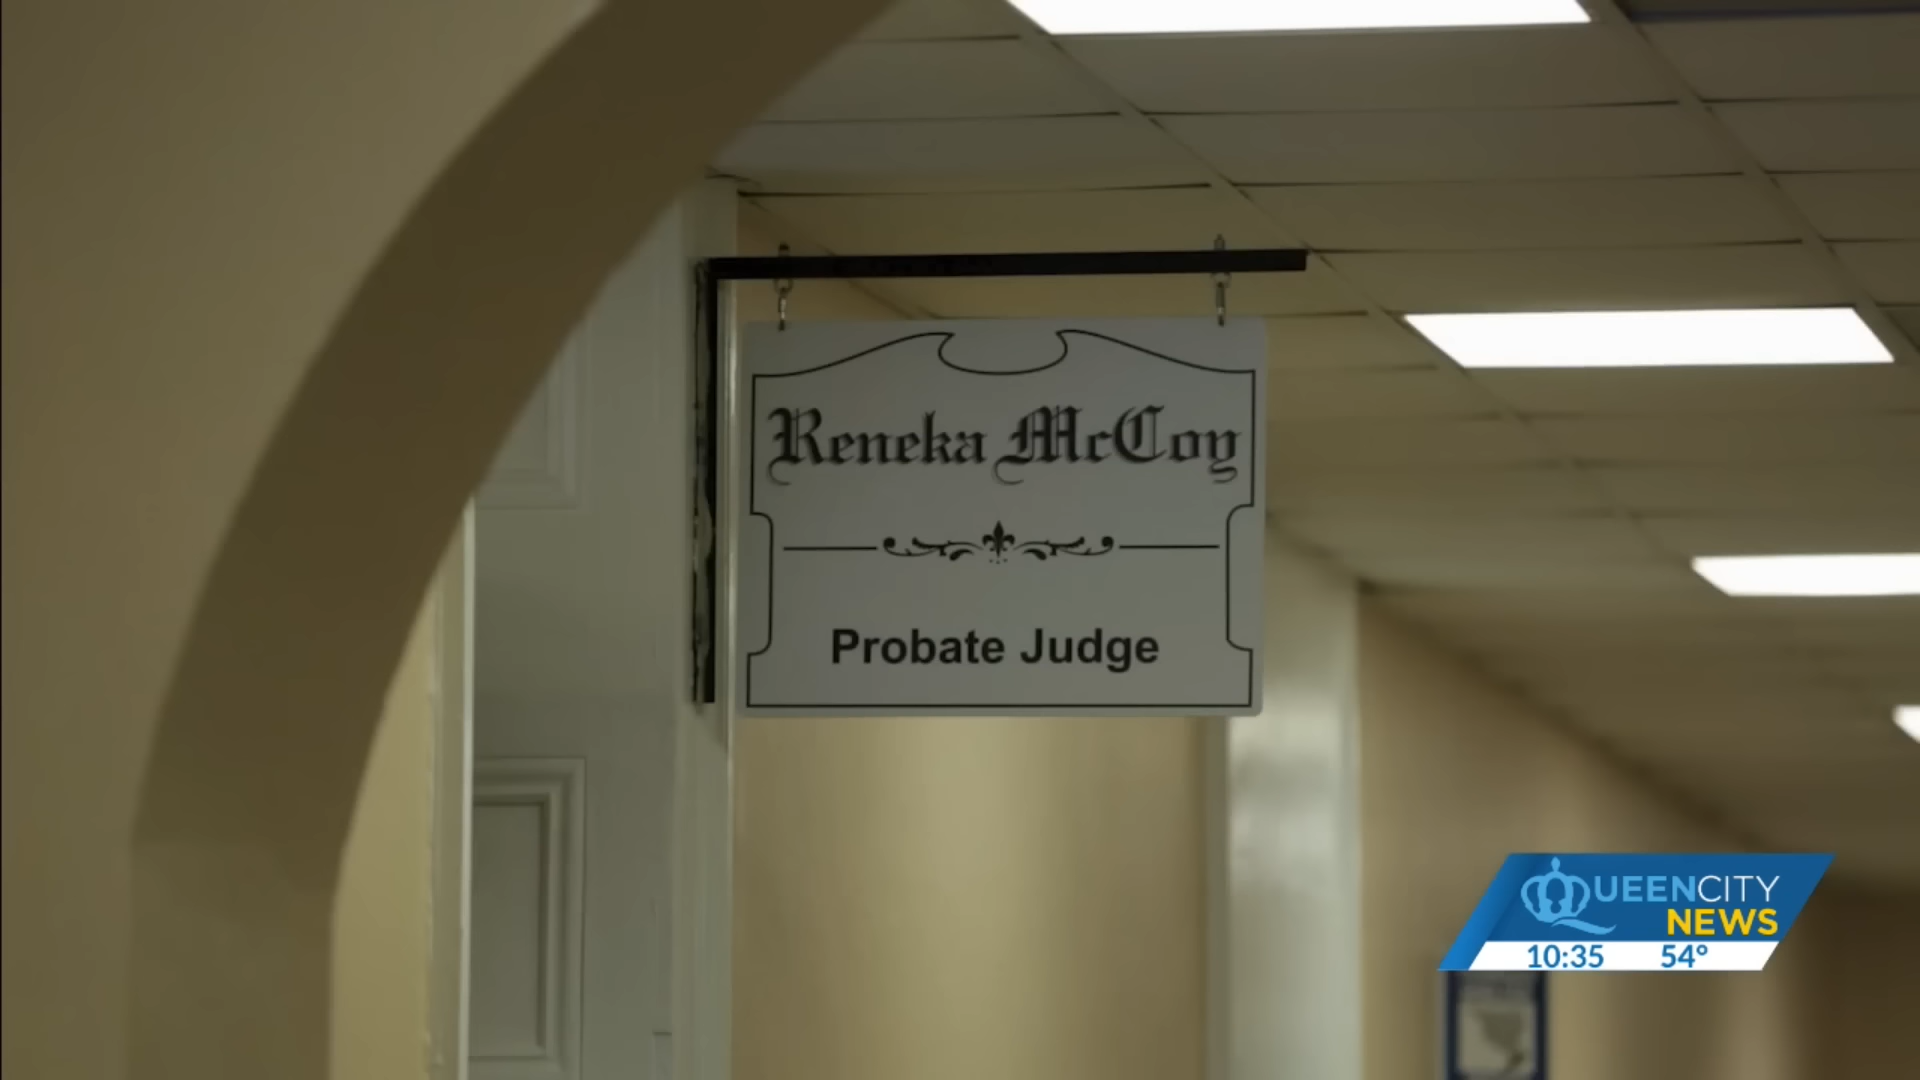 Reneka McCoy
Probate Judge
QUEENCITY
NEWS
10:35 54°